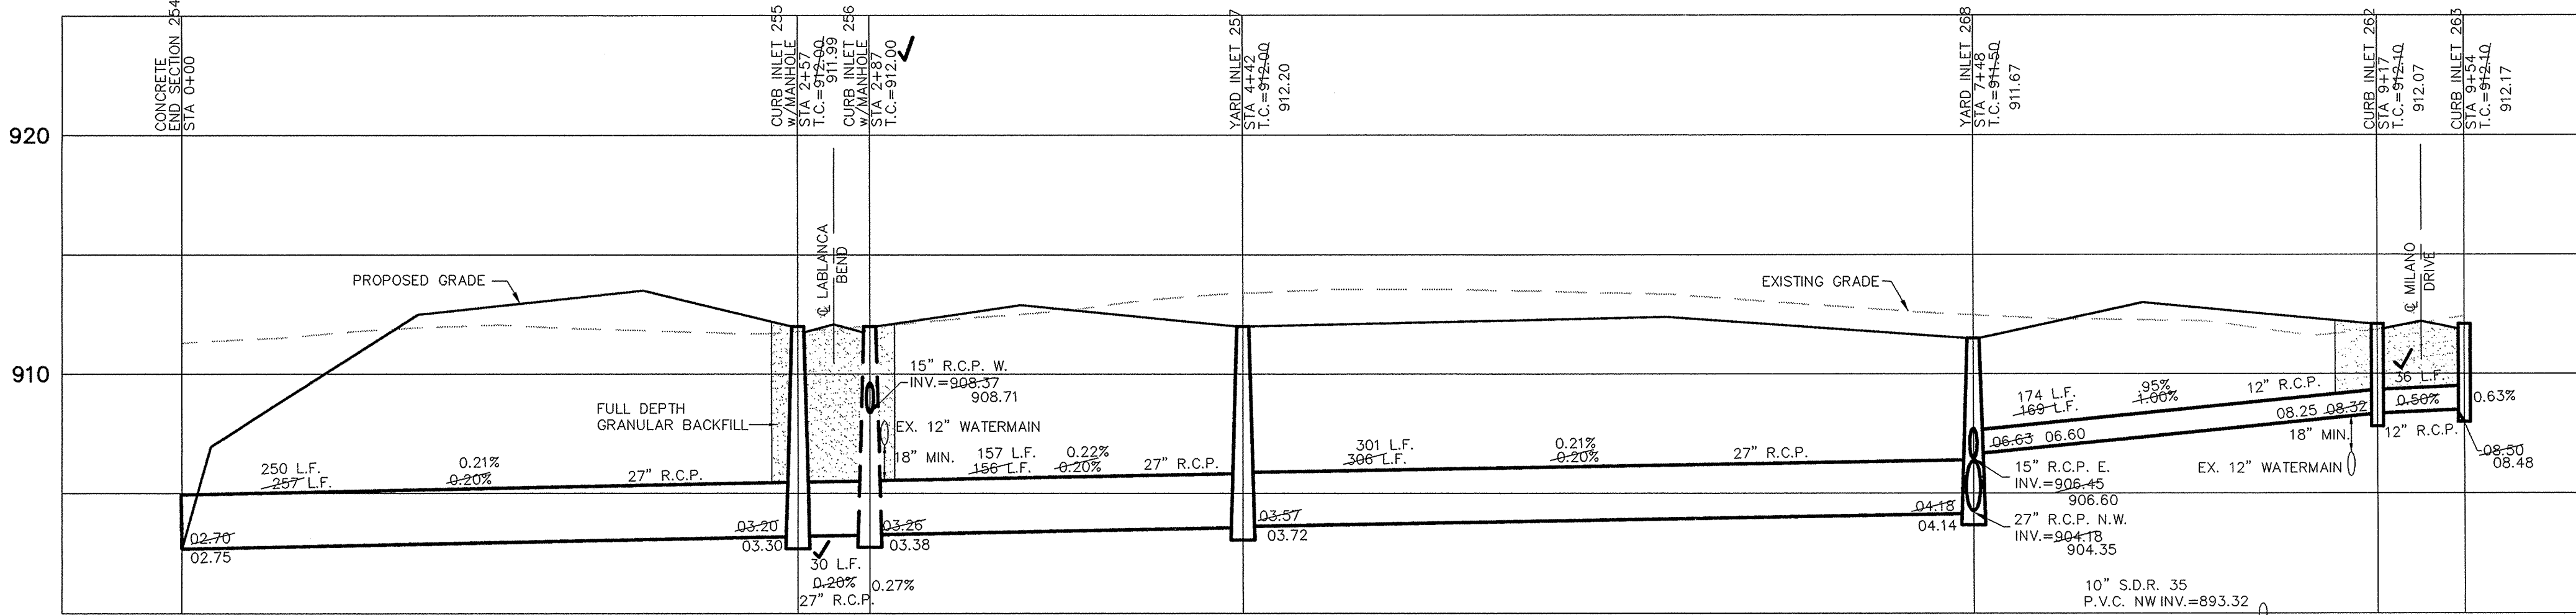 CONCRETE
END SECTION 254
STA 0+00
CURB INLET 255
w/MANHOLE
STA 2+57
T.C.=912.00
911.99
CURB INLET 256
w/MANHOLE
STA 2+87
T.C.=912.00
YARD INLET 257
STA 4+42
T.C.=912.00
912.20
YARD INLET 268
STA 7+48
T.C.=911.50
911.67
CURB INLET 262
STA 9+17
T.C.=912.10
912.07
CURB INLET 263
STA 9+54
T.C.=912.10
912.17
920
910
PROPOSED GRADE
℄ LABLANCA
BEND
EXISTING GRADE
℄ MILANO
DRIVE
FULL DEPTH
GRANULAR BACKFILL
15" R.C.P. W.
INV.=908.37
908.71
EX. 12" WATERMAIN
18" MIN.
250 L.F.
257 L.F.
0.21%
0.20%
27" R.C.P.
157 L.F.
156 L.F.
0.22%
0.20%
27" R.C.P.
301 L.F.
306 L.F.
0.21%
0.20%
27" R.C.P.
174 L.F.
169 L.F.
.95%
1.00%
12" R.C.P.
36 L.F.
0.50%
0.63%
08.25 08.32
18" MIN.
12" R.C.P.
06.63 06.60
EX. 12" WATERMAIN
08.50
08.48
15" R.C.P. E.
INV.=906.45
906.60
27" R.C.P. N.W.
INV.=904.18
904.35
02.70
02.75
03.20
03.30
03.26
03.38
03.57
03.72
04.18
04.14
30 L.F.
0.20% 0.27%
27" R.C.P.
10" S.D.R. 35
P.V.C. NW INV.=893.32